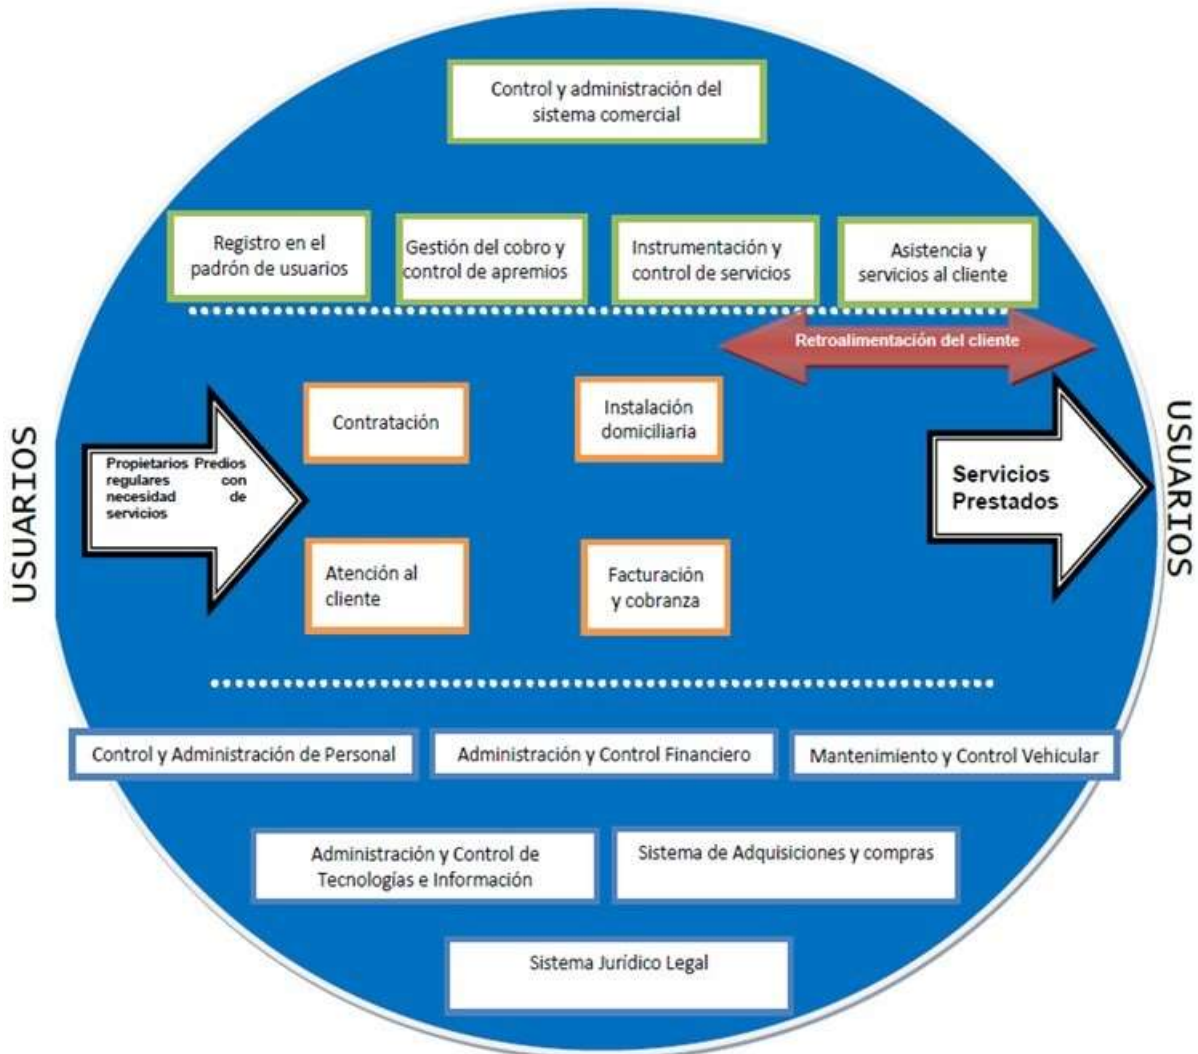 Control y administración del
sistema comercial
Registro en el
padrón de usuarios
Gestión del cobro y
control de apremios
Instrumentación y
control de servicios
Asistencia y
servicios al cliente
Retroalimentación del cliente
USUARIOS
Propietarios Predios
regulares con
necesidad de
servicios
Contratación
Instalación
domiciliaria
Servicios
Prestados
USUARIOS
Atención al
cliente
Facturación
y cobranza
Control y Administración de Personal
Administración y Control Financiero
Mantenimiento y Control Vehicular
Administración y Control de
Tecnologías e Información
Sistema de Adquisiciones y compras
Sistema Jurídico Legal